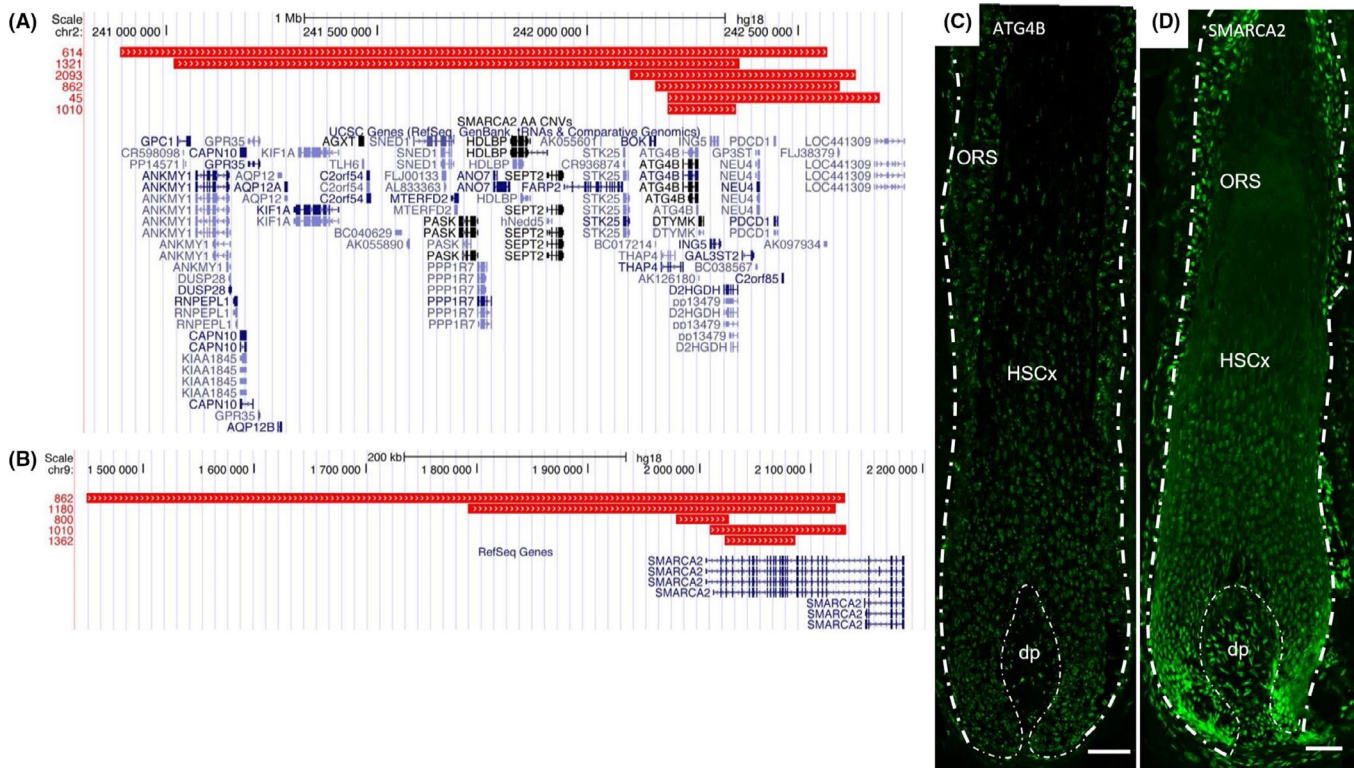 (A)
Scale 1 Mb hg18
chr2: 241 000 000 241 500 000 242 000 000 242 500 000
614
1321
2093
862
45
1010
SMARCA2 AA CNVs
UCSC Genes (RefSeq, GenBank, tRNAs & Comparative Genomics)
GPC1 GPR35 AGXT SNED1 HDLBP AK055601 BOK ING5 PDCD1 LOC441309
CR598098 CAPN10 KIF1A SNED1 HDLBP STK25 ATG4B GP3ST FLJ38379
PP14571 GPR35 TLH6 SNED1 HDLBP CR936874 ATG4B NEU4 LOC441309
ANKMY1 AQP12 C2orf54 FLJ00133 SEPT2 STK25 ATG4B NEU4 LOC441309
ANKMY1 AQP12A C2orf54 AL833363 ANO7 FARP2 ATG4B NEU4 LOC441309
ANKMY1 AQP12 C2orf54 MTERFD2 HDLBP STK25 ATG4B NEU4
ANKMY1 KIF1A MTERFD2 SEPT2 STK25 ATG4B NEU4
ANKMY1 KIF1A PASK hNedd5 STK25 DTYMK PDCD1
ANKMY1 BC040629 PASK SEPT2 STK25 DTYMK PDCD1
ANKMY1 AK055890 PASK SEPT2 BC017214 ING5 AK097934
ANKMY1 PASK SEPT2 THAP4 GAL3ST2
ANKMY1 PPP1R7 THAP4 BC038567
DUSP28 PPP1R7 AK126180 C2orf85
DUSP28 PPP1R7 D2HGDH
RNPEPL1 PPP1R7 pp13479
RNPEPL1 PPP1R7 D2HGDH
RNPEPL1 PPP1R7 pp13479
CAPN10 pp13479
CAPN10 D2HGDH
KIAA1845
KIAA1845
KIAA1845
KIAA1845
CAPN10
GPR35
AQP12B
(B)
Scale 200 kb hg18
chr9: 1 500 000 1 600 000 1 700 000 1 800 000 1 900 000 2 000 000 2 100 000 2 200 000
862
1180
800
1010
1362
RefSeq Genes
SMARCA2
SMARCA2
SMARCA2
SMARCA2
SMARCA2
SMARCA2
SMARCA2
(C)
ATG4B
ORS
HSCx
dp
(D)
SMARCA2
ORS
HSCx
dp